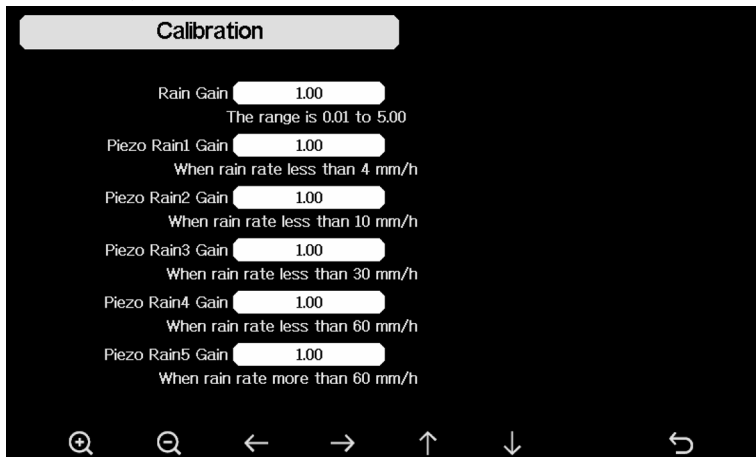 Calibration
Rain Gain 1.00
The range is 0.01 to 5.00
Piezo Rain1 Gain 1.00
When rain rate less than 4 mm/h
Piezo Rain2 Gain 1.00
When rain rate less than 10 mm/h
Piezo Rain3 Gain 1.00
When rain rate less than 30 mm/h
Piezo Rain4 Gain 1.00
When rain rate less than 60 mm/h
Piezo Rain5 Gain 1.00
When rain rate more than 60 mm/h